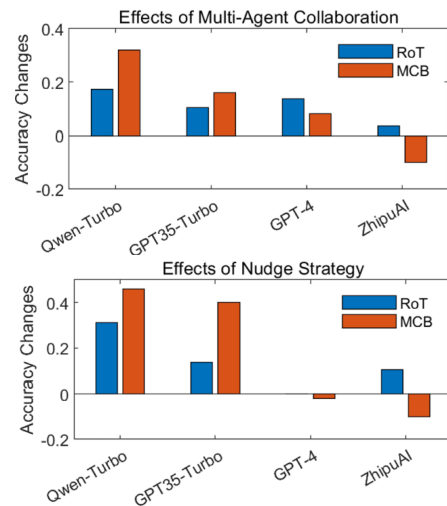 Effects of Multi-Agent Collaboration
0.4
0.2
0
-0.2
Accuracy Changes
RoT
MCB
Qwen-Turbo
GPT35-Turbo
GPT-4
ZhipuAI
Effects of Nudge Strategy
0.4
0.2
0
-0.2
Accuracy Changes
RoT
MCB
Qwen-Turbo
GPT35-Turbo
GPT-4
ZhipuAI